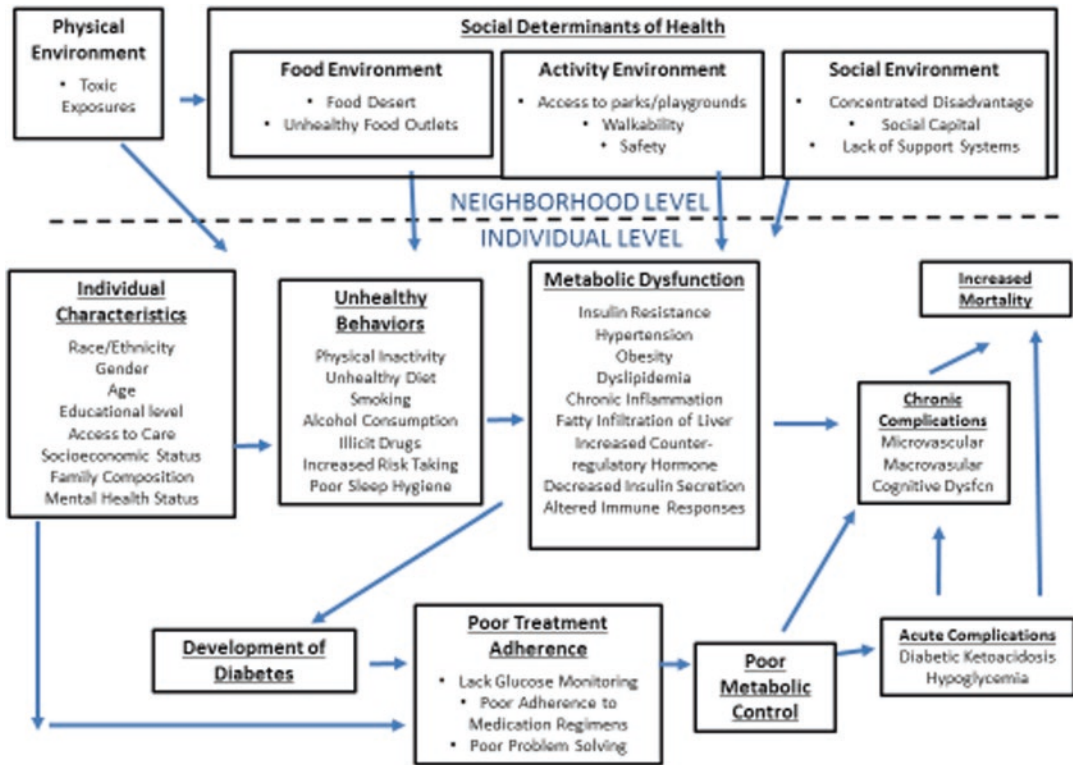 Physical
Environment
• Toxic
Exposures
Social Determinants of Health
Food Environment
• Food Desert
• Unhealthy Food Outlets
Activity Environment
• Access to parks/playgrounds
• Walkability
• Safety
Social Environment
• Concentrated Disadvantage
• Social Capital
• Lack of Support Systems
NEIGHBORHOOD LEVEL
INDIVIDUAL LEVEL
Individual
Characteristics
Race/Ethnicity
Gender
Age
Educational level
Access to Care
Socioeconomic Status
Family Composition
Mental Health Status
Unhealthy
Behaviors
Physical Inactivity
Unhealthy Diet
Smoking
Alcohol Consumption
Illicit Drugs
Increased Risk Taking
Poor Sleep Hygiene
Metabolic Dysfunction
Insulin Resistance
Hypertension
Obesity
Dyslipidemia
Chronic Inflammation
Fatty Infiltration of Liver
Increased Counter-
regulatory Hormone
Decreased Insulin Secretion
Altered Immune Responses
Increased
Mortality
Chronic
Complications
Microvascular
Macrovascular
Cognitive Dysfcn
Development of
Diabetes
Poor Treatment
Adherence
• Lack Glucose Monitoring
• Poor Adherence to
Medication Regimens
• Poor Problem Solving
Poor
Metabolic
Control
Acute Complications
Diabetic Ketoacidosis
Hypoglycemia